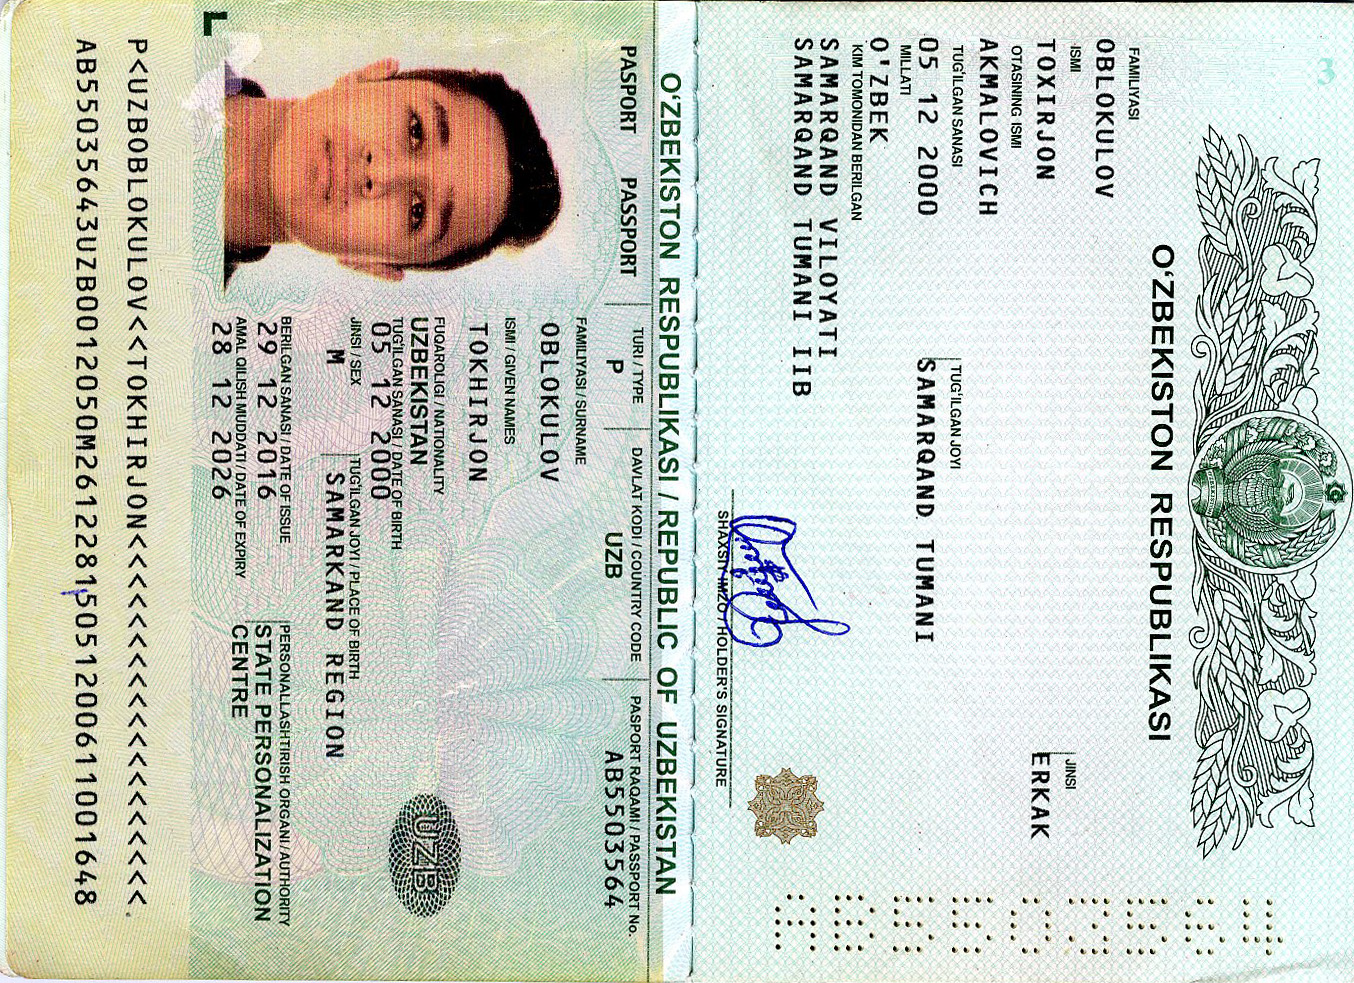 O'ZBEKISTON
O‘ZBEKISTON RESPUBLIKASI
FAMILIYASI
OBLOKULOV
ISMI
TOXIRJON
JINSI
ERKAK
OTASINING ISMI
AKMALOVICH
TUG‘ILGAN SANASI
TUG‘ILGAN JOYI
05 12 2000
SAMARQAND TUMANI
MILLATI
O'ZBEK
KIM TOMONIDAN BERILGAN
SAMARQAND VILOYATI
SAMARQAND TUMANI IIB
SHAXSIY IMZO / HOLDER'S SIGNATURE
AB5503564
O‘ZBEKISTON RESPUBLIKASI / REPUBLIC OF UZBEKISTAN
PASPORT PASSPORT
TURI / TYPE
P
DAVLAT KODI / COUNTRY CODE
UZB
PASPORT RAQAMI / PASSPORT No.
AB5503564
FAMILIYASI / SURNAME
OBLOKULOV
ISMI / GIVEN NAMES
TOKHIRJON
FUQAROLIGI / NATIONALITY
UZBEKISTAN
UZB
TUG‘ILGAN SANASI / DATE OF BIRTH
05 12 2000
JINSI / SEX
M
TUG‘ILGAN JOYI / PLACE OF BIRTH
SAMARKAND REGION
BERILGAN SANASI / DATE OF ISSUE
29 12 2016
PERSONALLASHTIRISH ORGANI / AUTHORITY
STATE PERSONALIZATION
CENTRE
AMAL QILISH MUDDATI / DATE OF EXPIRY
28 12 2026
L
P<UZBOBLOKULOV<<TOKHIRJON<<<<<<<<<<<<<<<<<<<
AB55035643UZB0012050M26122815051200611001648